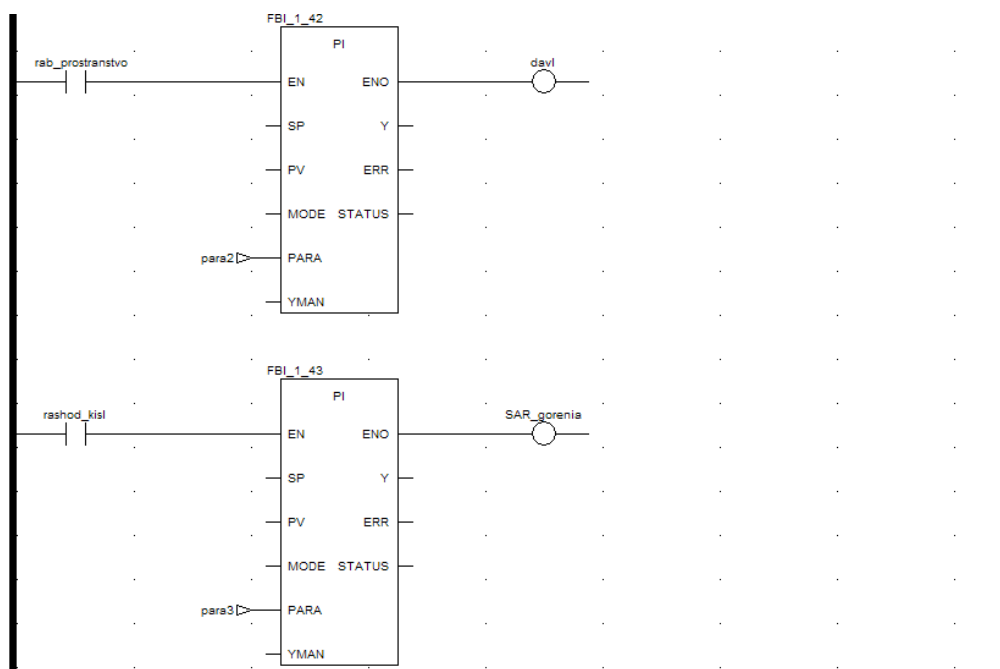 FBI_1_42
PI
rab_prostranstvo
davl
EN ENO
SP Y
PV ERR
MODE STATUS
para2 PARA
YMAN
FBI_1_43
PI
rashod_kisl
SAR_gorenia
EN ENO
SP Y
PV ERR
MODE STATUS
para3 PARA
YMAN